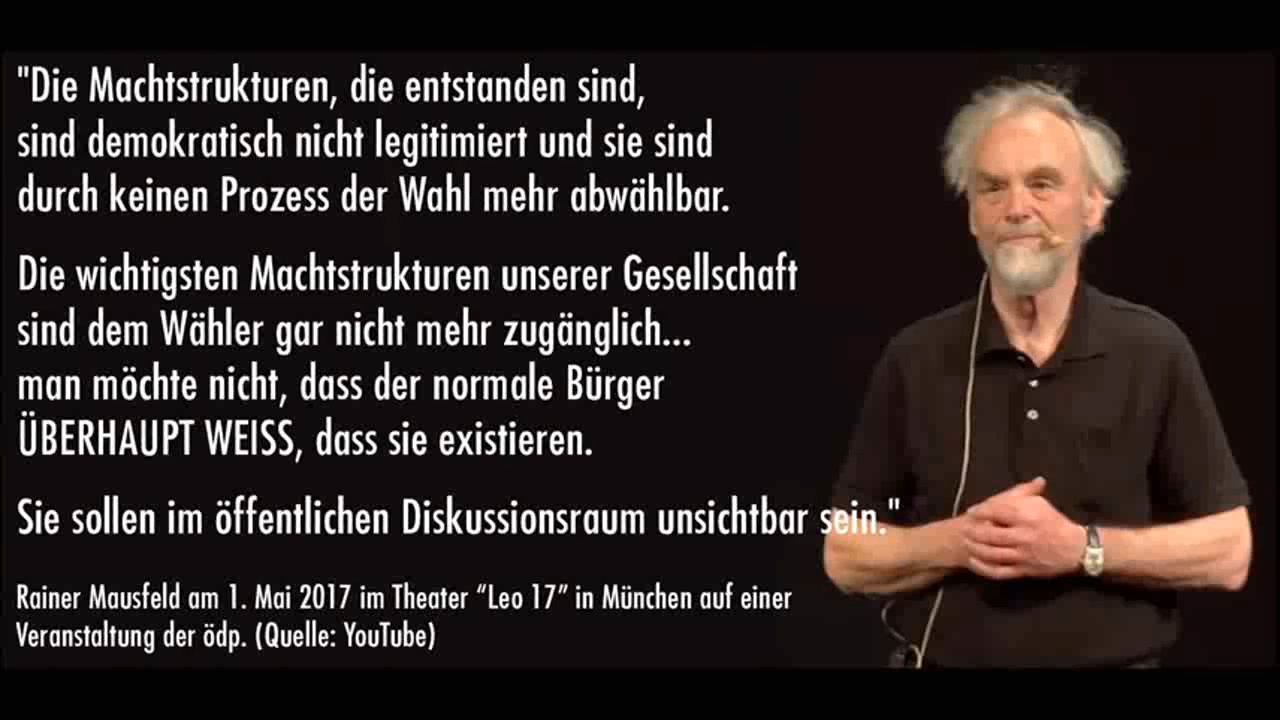 "Die Machtstrukturen, die entstanden sind,
sind demokratisch nicht legitimiert und sie sind
durch keinen Prozess der Wahl mehr abwählbar.
Die wichtigsten Machtstrukturen unserer Gesellschaft
sind dem Wähler gar nicht mehr zugänglich...
man möchte nicht, dass der normale Bürger
ÜBERHAUPT WEISS, dass sie existieren.
Sie sollen im öffentlichen Diskussionsraum unsichtbar sein."
Rainer Mausfeld am 1. Mai 2017 im Theater “Leo 17” in München auf einer
Veranstaltung der ödp. (Quelle: YouTube)